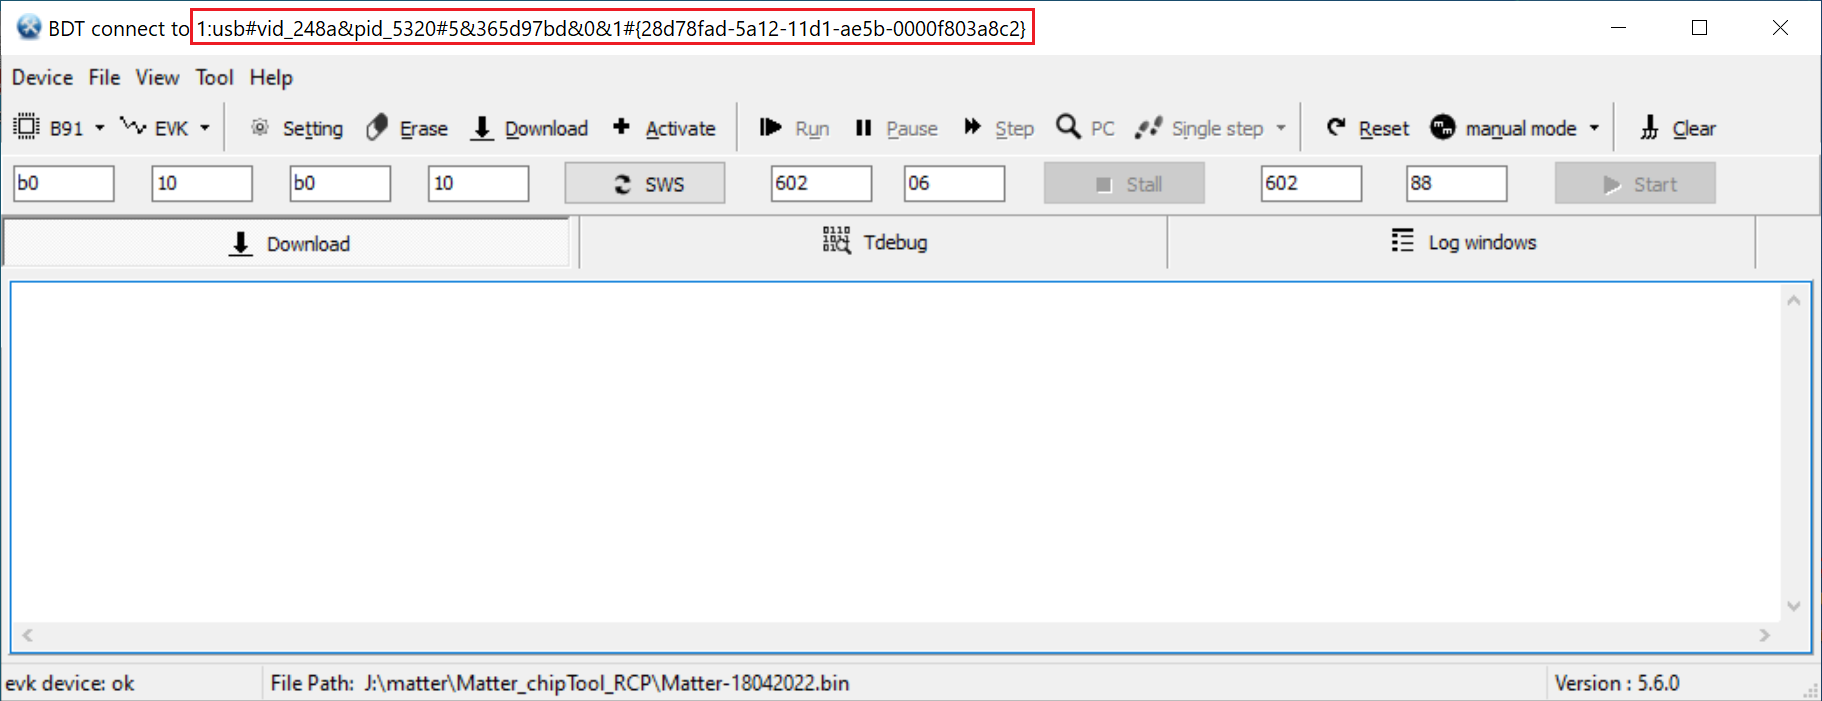 BDT connect to 1:usb#vid_248a&pid_5320#5&365d97bd&0&1#{28d78fad-5a12-11d1-ae5b-0000f803a8c2}
Device File View Tool Help
B91 EVK Setting Erase Download Activate Run Pause Step PC Single step Reset manual mode Clear
b0 10 b0 10 SWS 602 06 Stall 602 88 Start
Download Tdebug Log windows
evk device: ok File Path: J:\matter\Matter_chipTool_RCP\Matter-18042022.bin Version : 5.6.0